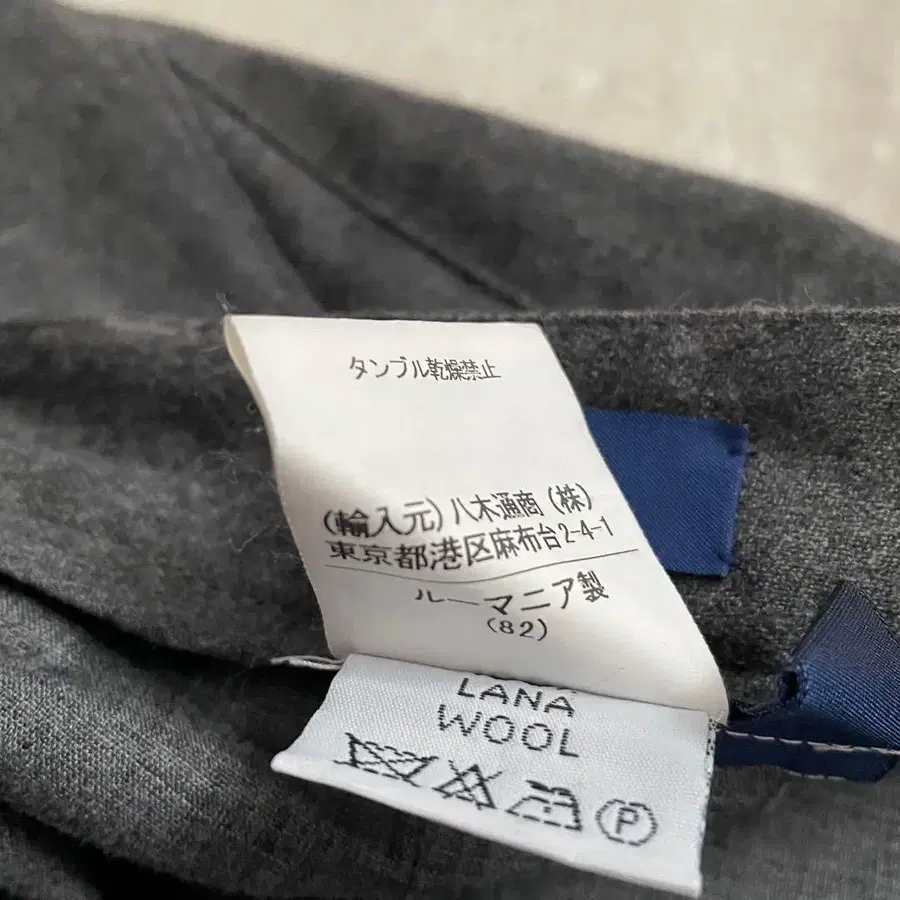 タンブル乾燥禁止
(輸入元) 八木通商 (株)
東京都港区麻布台2-4-1
ルーマニア製
(82)
LANA
WOOL
P